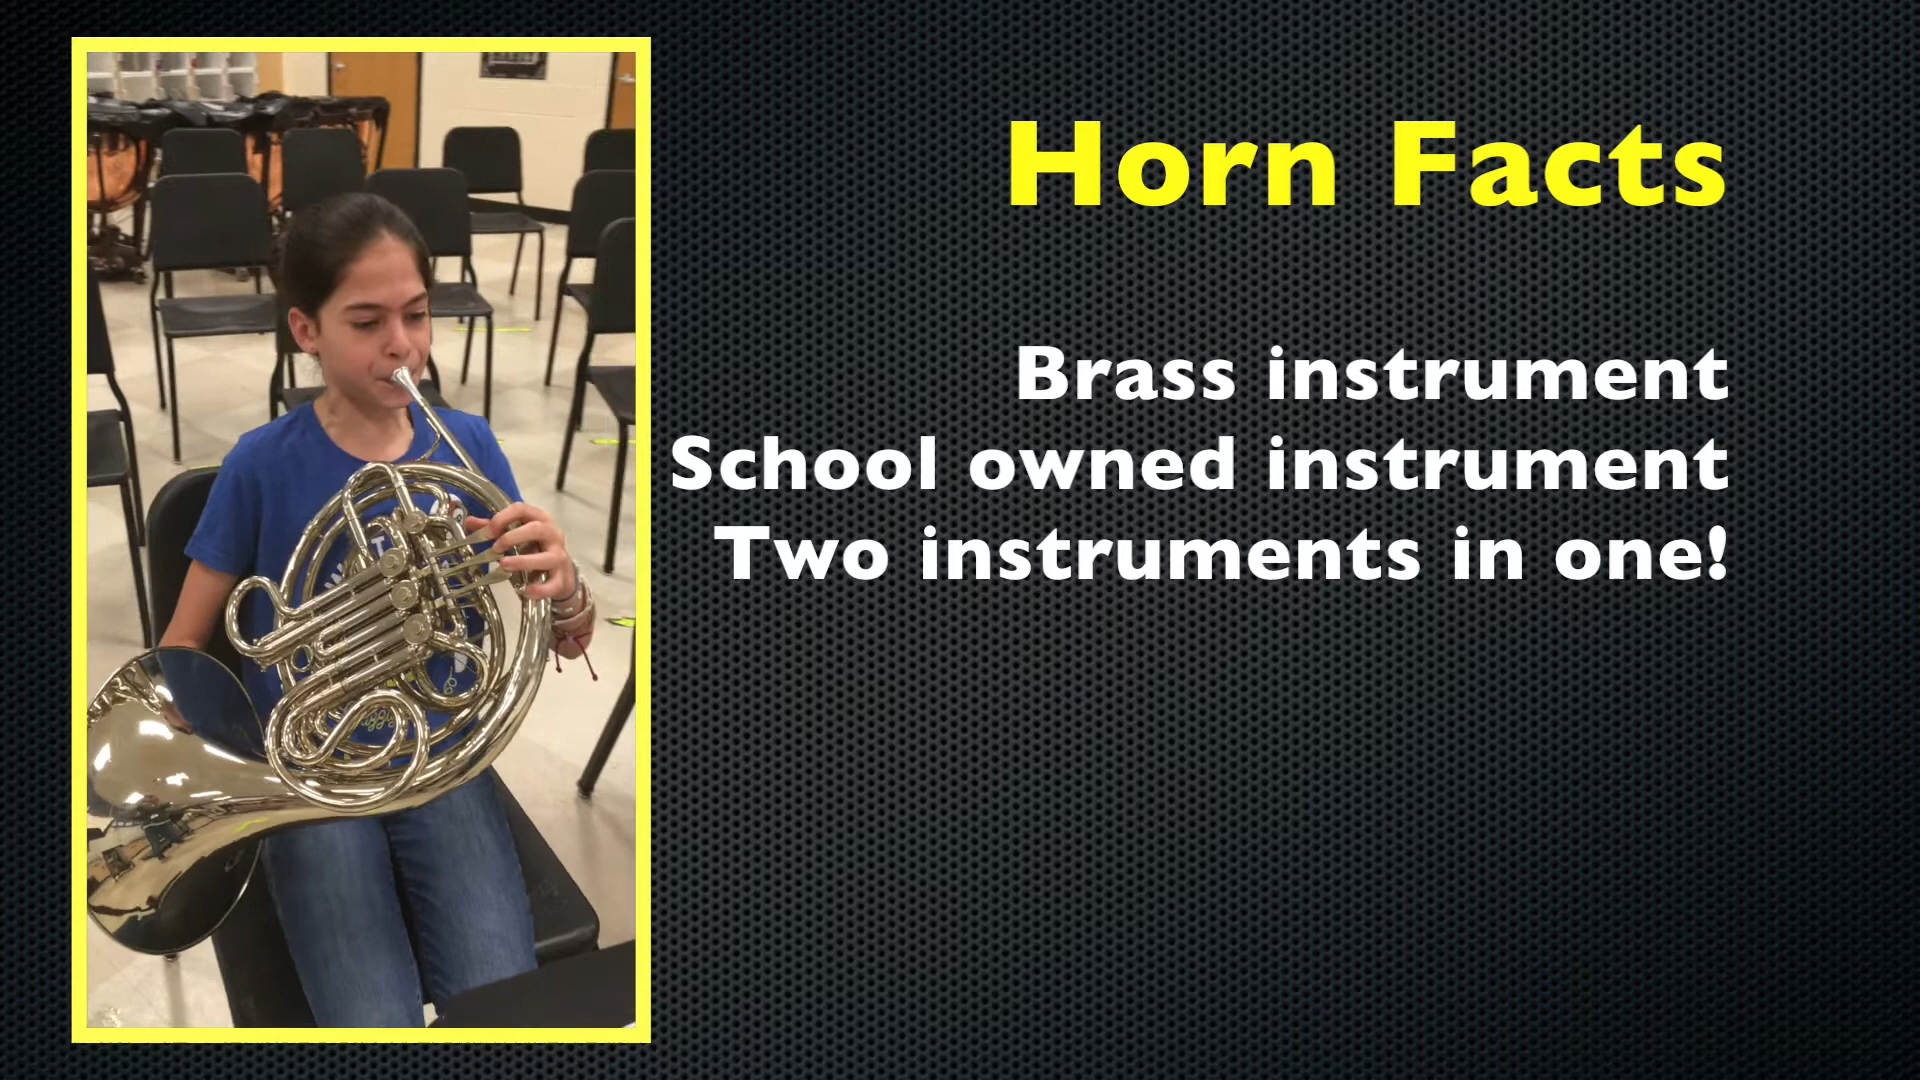 Horn Facts
Brass instrument
School owned instrument
Two instruments in one!